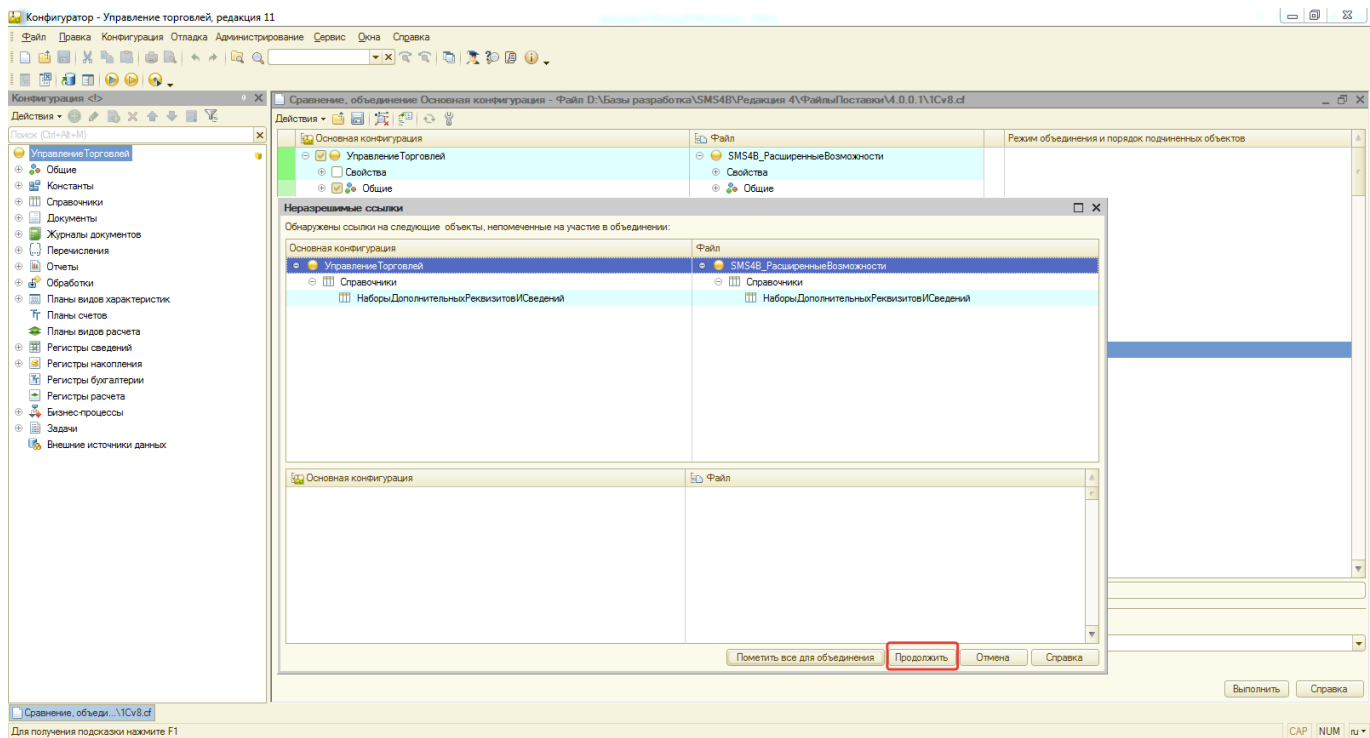 Конфигуратор - Управление торговлей, редакция 11
Файл Правка Конфигурация Отладка Администрирование Сервис Окна Справка
Конфигурация <!>
Действия
Поиск (Ctrl+Alt+M)
УправлениеТорговлей
Общие
Константы
Справочники
Документы
Журналы документов
Перечисления
Отчеты
Обработки
Планы видов характеристик
Планы счетов
Планы видов расчета
Регистры сведений
Регистры накопления
Регистры бухгалтерии
Регистры расчета
Бизнес-процессы
Задачи
Внешние источники данных
Сравнение, объединение Основная конфигурация - Файл D:\Базы разработка\SMS4B\Редакция 4\ФайлыПоставки\4.0.0.1\1Cv8.cf
Действия
Основная конфигурация Файл Режим объединения и порядок подчиненных объектов
УправлениеТорговлей SMS4B_РасширенныеВозможности
Свойства Свойства
Общие Общие
Неразрешимые ссылки
Обнаружены ссылки на следующие объекты, непомеченные на участие в объединении:
Основная конфигурация Файл
УправлениеТорговлей SMS4B_РасширенныеВозможности
Справочники Справочники
НаборыДополнительныхРеквизитовИСведений НаборыДополнительныхРеквизитовИСведений
Основная конфигурация Файл
Пометить все для объединения Продолжить Отмена Справка
Выполнить Справка
Сравнение, объеди...\1Cv8.cf
Для получения подсказки нажмите F1 CAP NUM ru